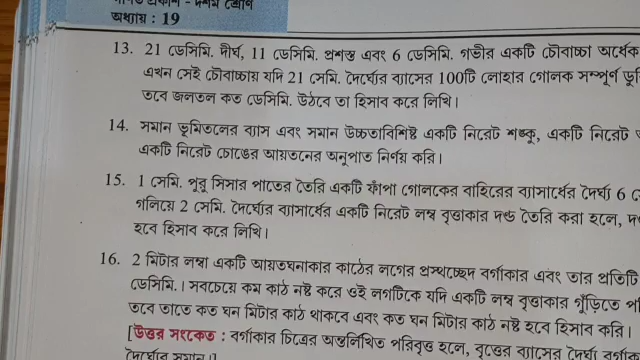 গণিত প্রকাশ - দশম শ্রেণি
অধ্যায় : 19
13. 21 ডেসিমি. দীর্ঘ, 11 ডেসিমি. প্রশস্ত এবং 6 ডেসিমি. গভীর একটি চৌবাচ্চা অর্ধেক
এখন সেই চৌবাচ্চায় যদি 21 সেমি. দৈর্ঘ্যের ব্যাসের 100টি লোহার গোলক সম্পূর্ণ
তবে জলতল কত ডেসিমি. উঠবে তা হিসাব করে লিখি।
14. সমান ভূমিতলের ব্যাস এবং সমান উচ্চতাবিশিষ্ট একটি নিরেট শঙ্কু, একটি নিরেট
একটি নিরেট চোঙের আয়তনের অনুপাত নির্ণয় করি।
15. 1 সেমি. পুরু সিসার পাতের তৈরি একটি ফাঁপা গোলকের বাহিরের ব্যাসার্ধের দৈর্ঘ্য 6
গলিয়ে 2 সেমি. দৈর্ঘ্যের ব্যাসার্ধের একটি নিরেট লম্ব বৃত্তাকার দণ্ড তৈরি করা হলে,
হবে হিসাব করে লিখি।
16. 2 মিটার লম্বা একটি আয়তঘনাকার কাঠের লগের প্রস্থচ্ছেদ বর্গাকার এবং তার প্রতিটি
ডেসিমি.। সবচেয়ে কম কাঠ নষ্ট করে ওই লগটিকে যদি একটি লম্ব বৃত্তাকার গুঁড়িতে
তবে তাতে কত ঘন মিটার কাঠ থাকবে এবং কত ঘন মিটার কাঠ নষ্ট হবে হিসাব করি।
[উত্তর সংকেত : বর্গাকার চিত্রের অন্তর্লিখিত পরিবৃত্ত হলে, বৃত্তের ব্যাসের দৈর্ঘ্য
দৈর্ঘ্যের সমান।]